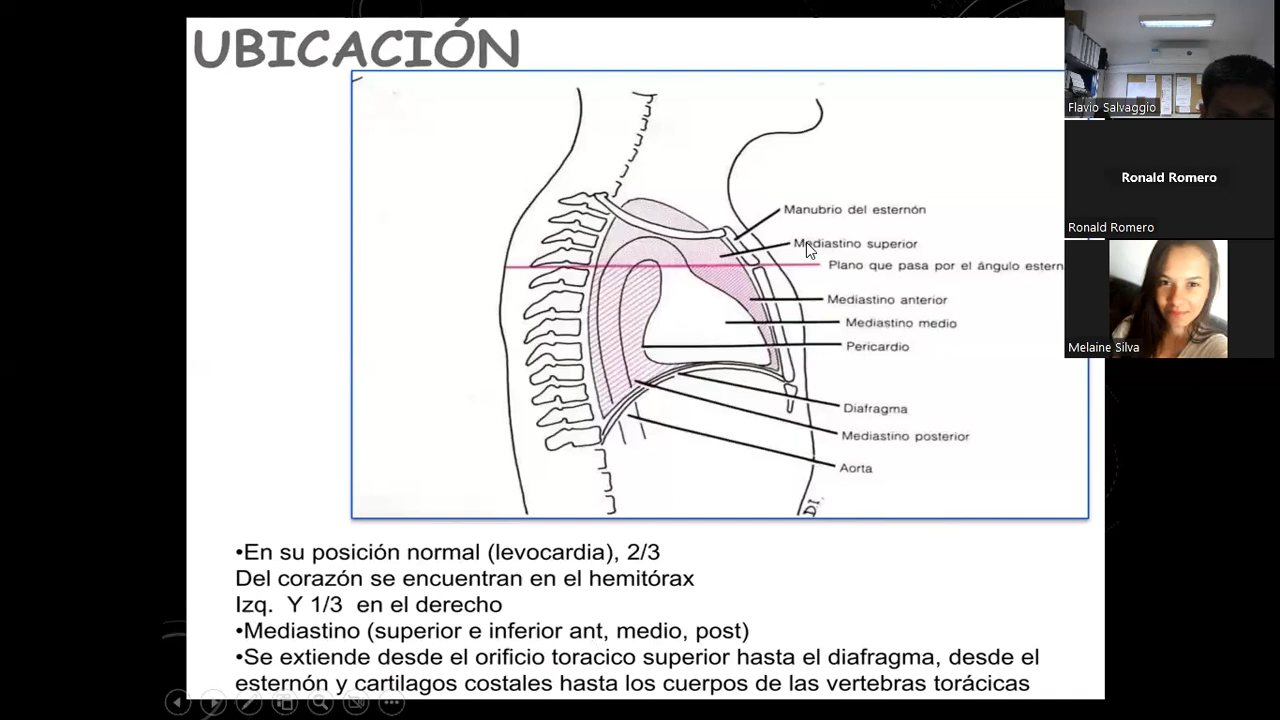 UBICACIÓN
Manubrio del esternón
Mediastino superior
Plano que pasa por el ángulo estern
Mediastino anterior
Mediastino medio
Pericardio
Diafragma
Mediastino posterior
Aorta
DI.
•En su posición normal (levocardia), 2/3
Del corazón se encuentran en el hemitórax
Izq. Y 1/3 en el derecho
•Mediastino (superior e inferior ant, medio, post)
•Se extiende desde el orificio toracico superior hasta el diafragma, desde el
esternón y cartilagos costales hasta los cuerpos de las vertebras torácicas
Flavio Salvaggio
Ronald Romero
Ronald Romero
Melaine Silva